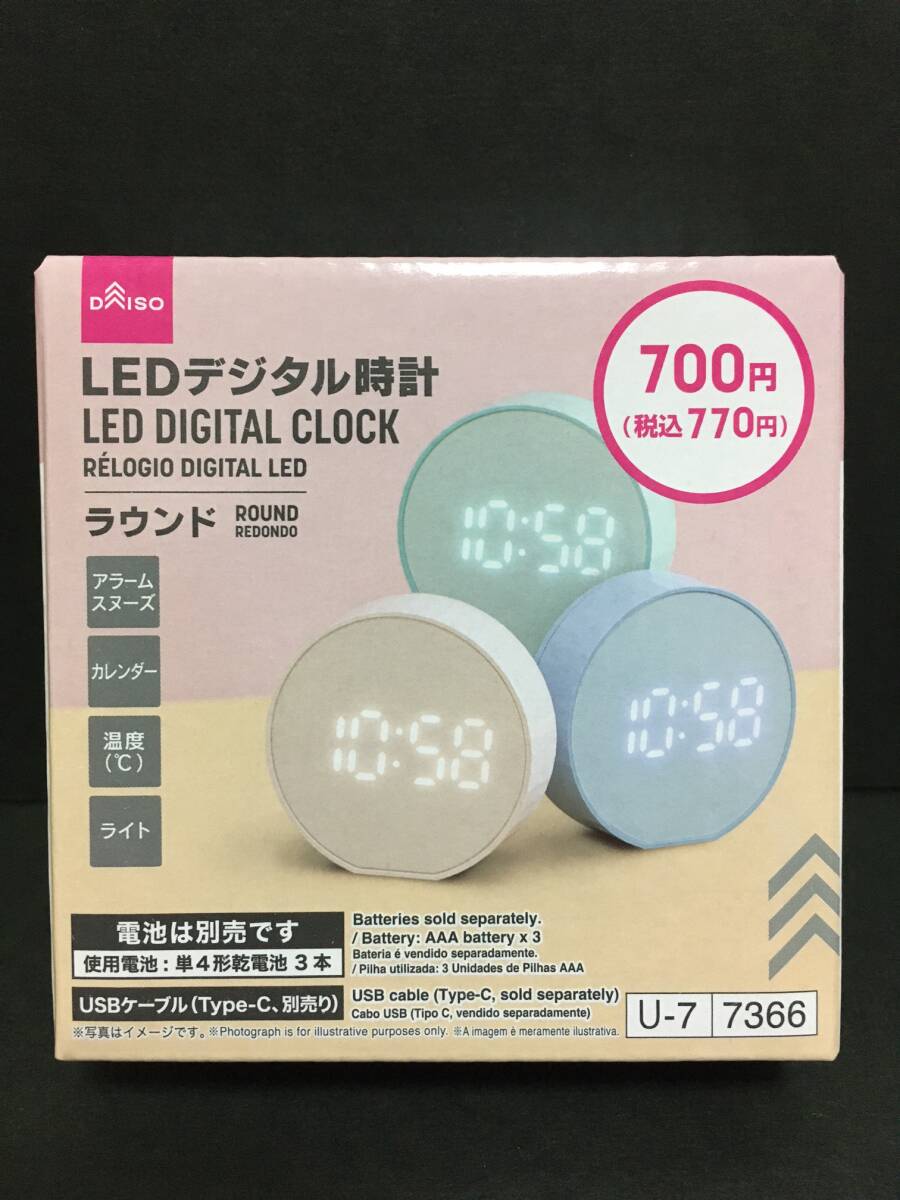 DAISO
LEDデジタル時計
LED DIGITAL CLOCK
RÉLOGIO DIGITAL LED
ラウンド ROUND
REDONDO
700円
(税込770円)
アラーム
スヌーズ
カレンダー
温度
(℃)
ライト
10:58
10:58
10:58
電池は別売です
使用電池:単4形乾電池3本
Batteries sold separately.
/ Battery: AAA battery x 3
Bateria é vendido separadamente.
/ Pilha utilizada: 3 Unidades de Pilhas AAA
USBケーブル(Type-C、別売り)
USB cable (Type-C, sold separately)
Cabo USB (Tipo C, vendido separadamente)
※写真はイメージです。 ※Photograph is for illustrative purposes only. ※A imagem é meramente ilustrativa.
U-7 7366